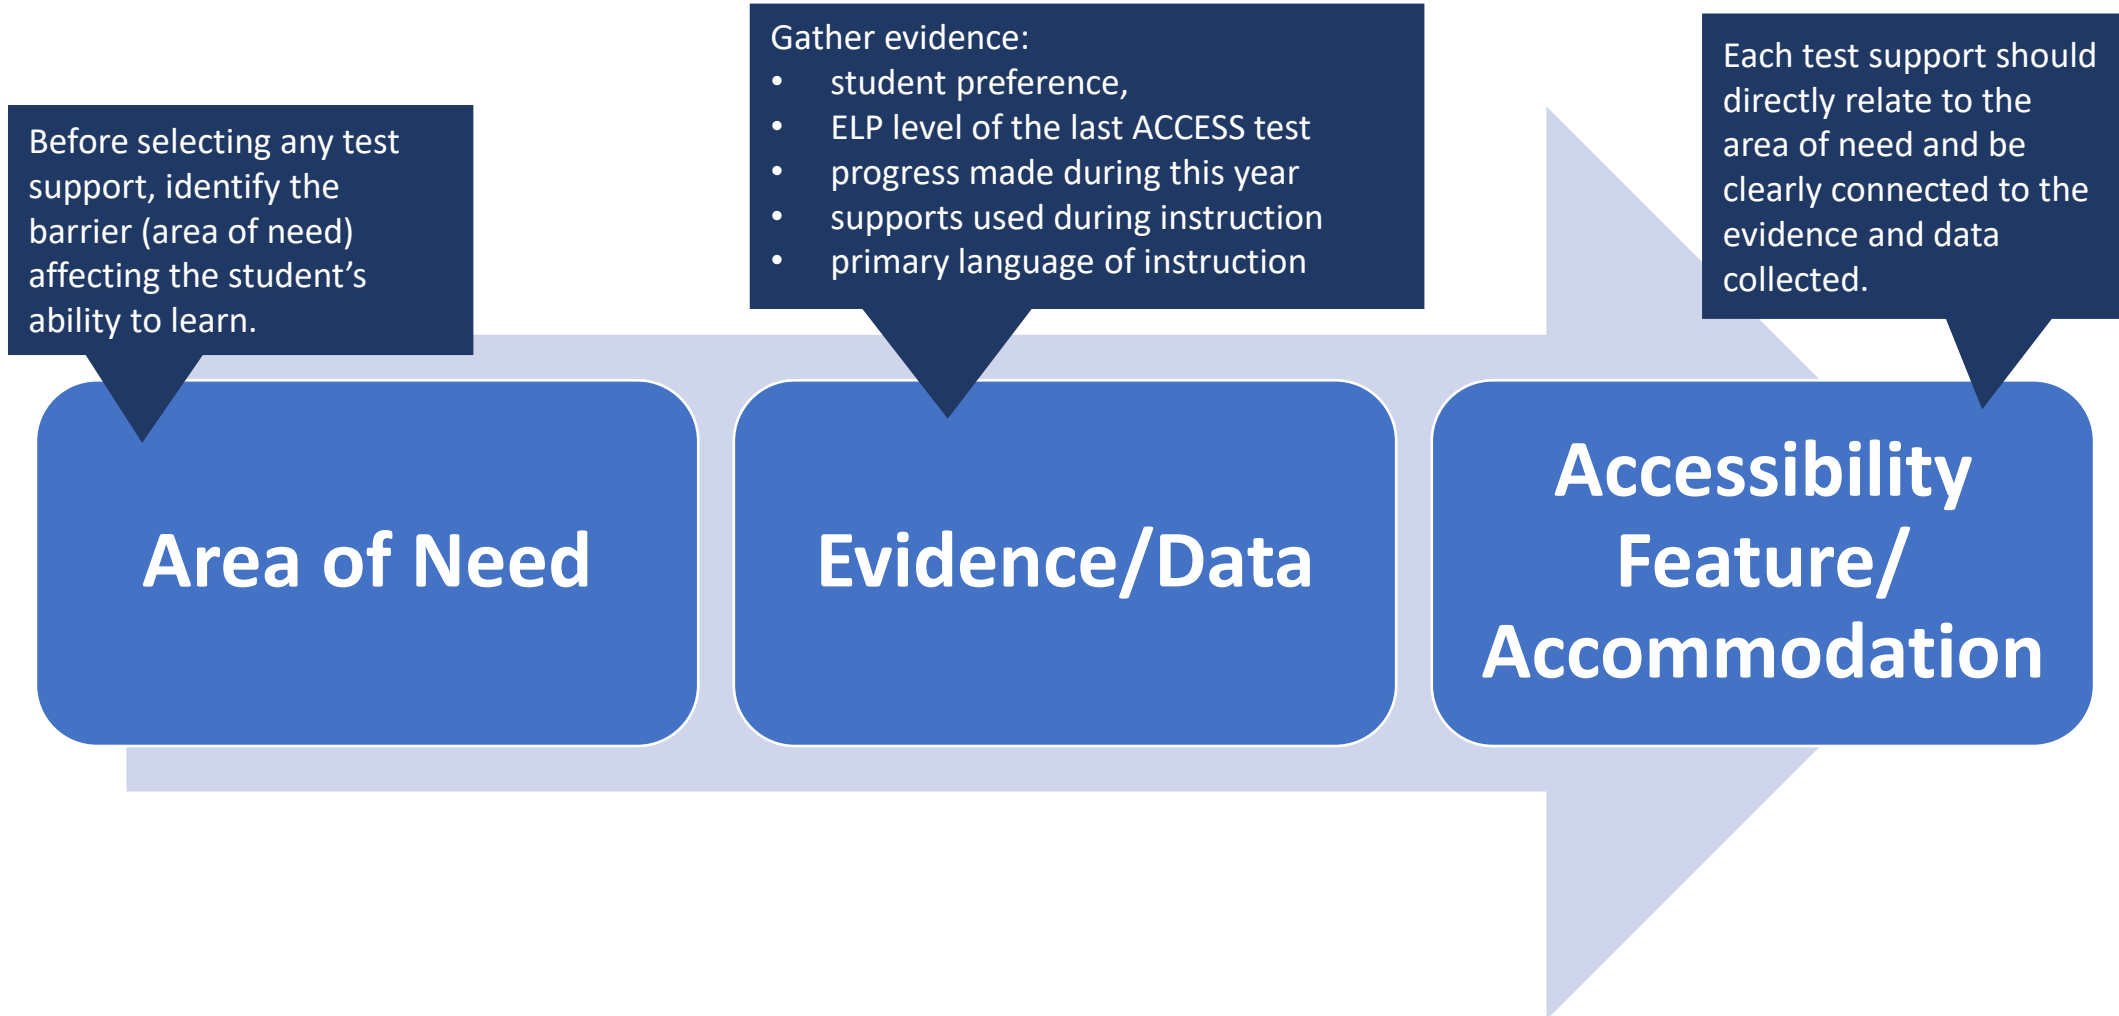 Before selecting any test
support, identify the
barrier (area of need)
affecting the student’s
ability to learn.
Gather evidence:
• student preference,
• ELP level of the last ACCESS test
• progress made during this year
• supports used during instruction
• primary language of instruction
Each test support should
directly relate to the
area of need and be
clearly connected to the
evidence and data
collected.
Area of Need
Evidence/Data
Accessibility
Feature/
Accommodation